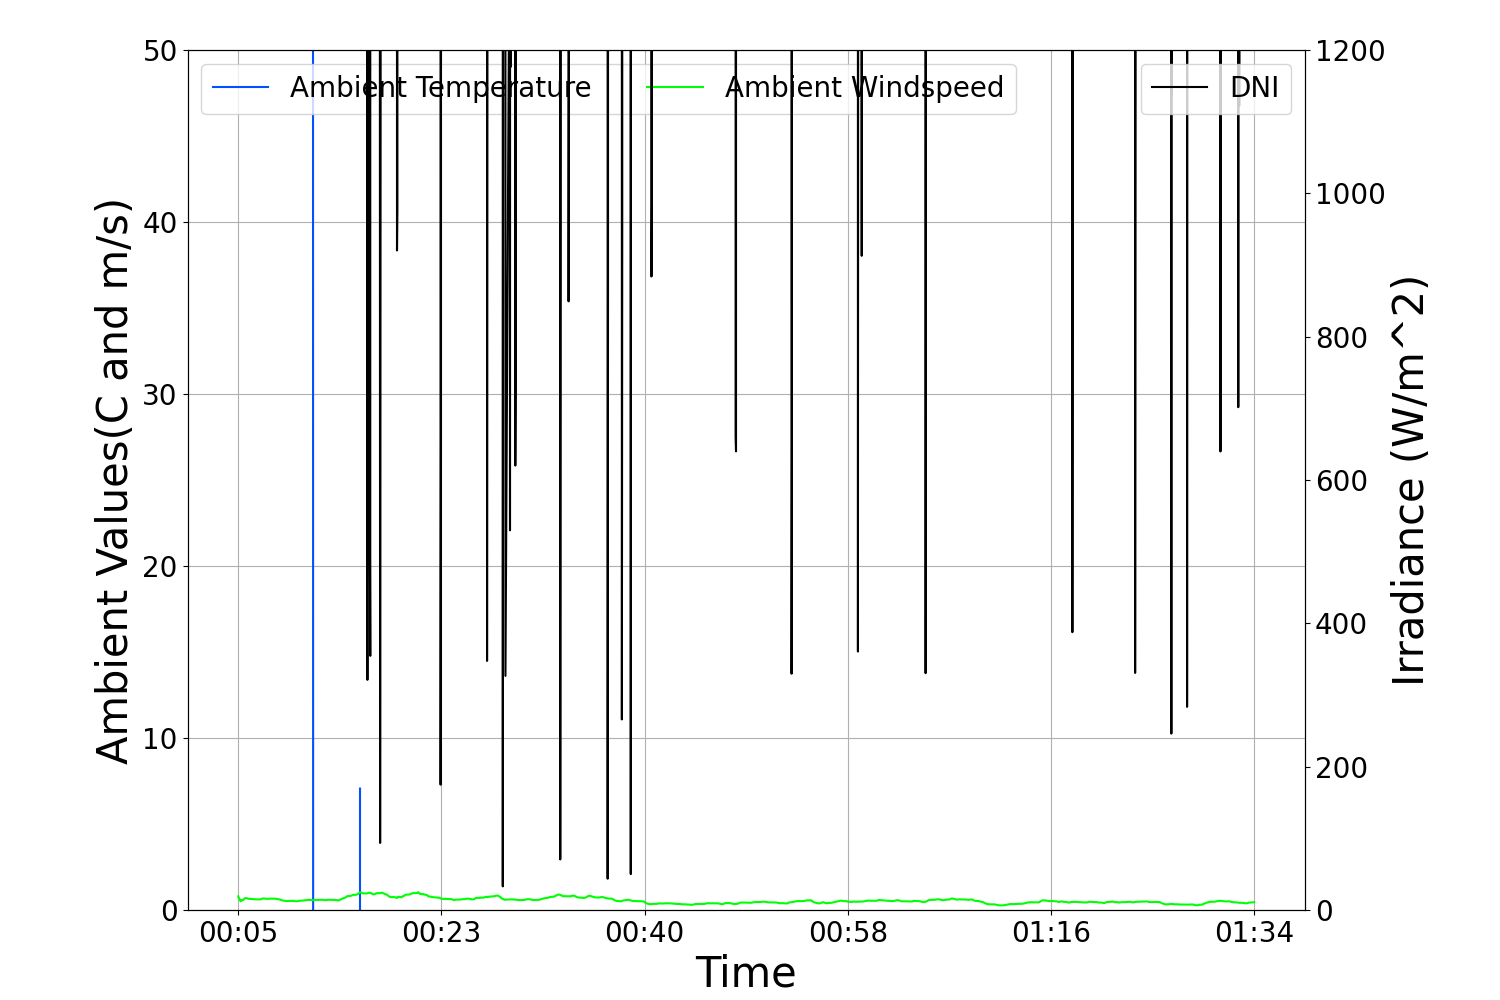 Ambient Temperature
Ambient Windspeed
DNI
Ambient Values(C and m/s)
50
40
30
20
10
0
Irradiance (W/m^2)
1200
1000
800
600
400
200
0
00:05 00:23 00:40 00:58 01:16 01:34
Time